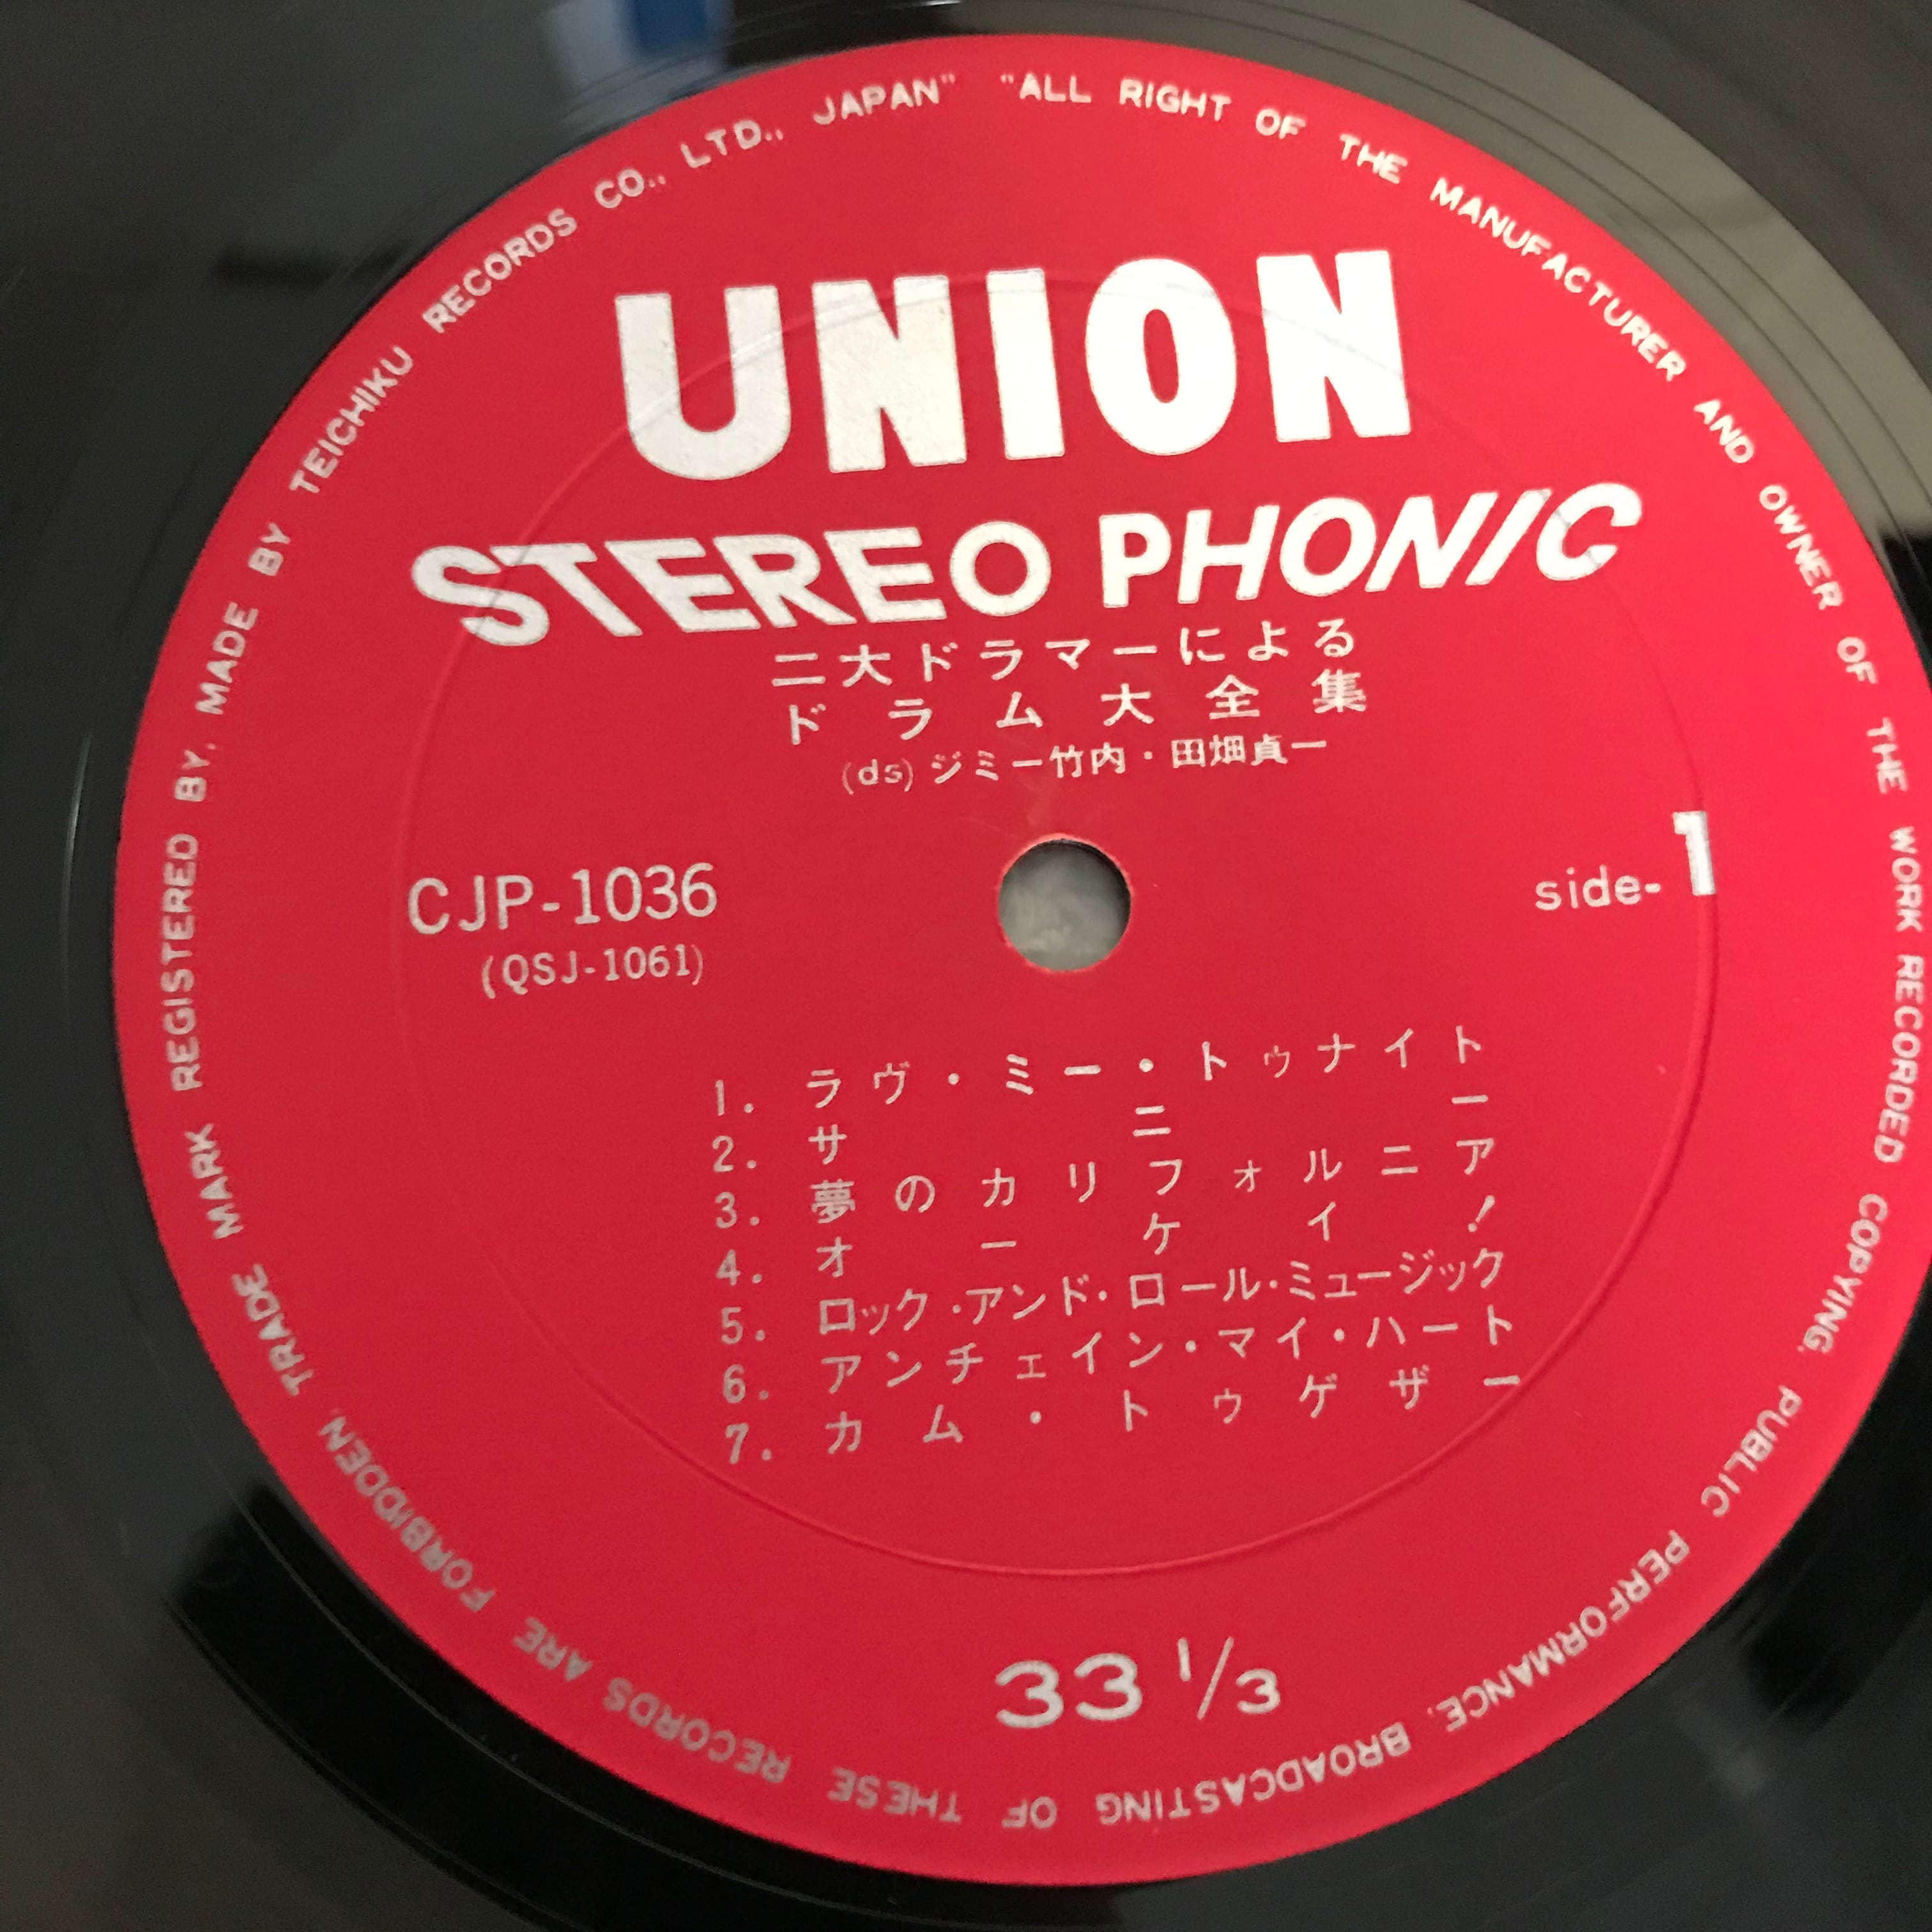 UNION
STEREO PHONIC
二大ドラマーによる
ドラム大全集
(ds) ジミー竹内・田畑貞一
CJP-1036
(QSJ-1061)
side-1
1. ラヴ・ミー・トゥナイト
2. サニー
3. 夢のカリフォルニア
4. オーケイ!
5. ロック・アンド・ロール・ミュージック
6. アンチェイン・マイ・ハート
7. カム・トゥゲザー
33 1/3
"ALL RIGHT OF THE MANUFACTURER AND OWNER OF THE WORK RECORDED COPYING. PUBLIC PERFORMANCE. BROADCASTING OF THESE RECORDS ARE FORBIDDEN. TRADE MARK REGISTERED BY. MADE BY TEICHIKU RECORDS CO., LTD., JAPAN"